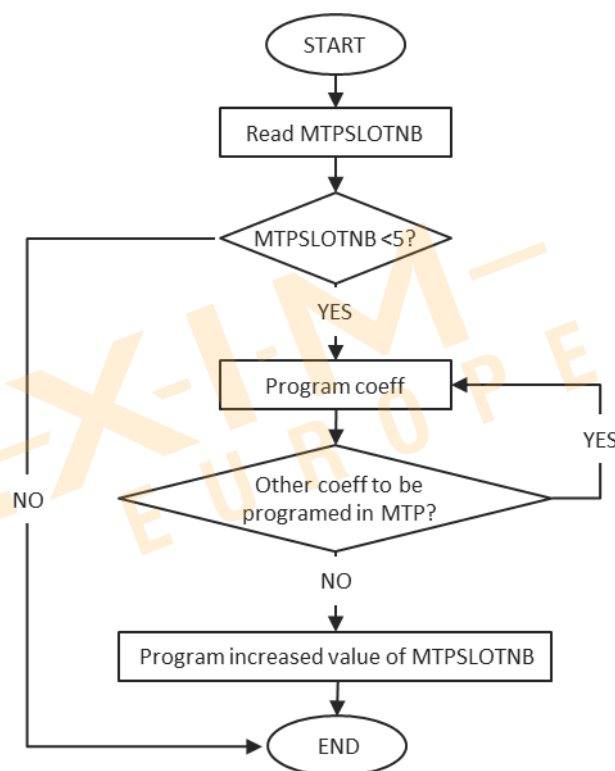 START
Read MTPSLOTNB
MTPSLOTNB <5?
YES
Program coeff
YES
Other coeff to be
programed in MTP?
NO
NO
Program increased value of MTPSLOTNB
END
-X-I-M-
EUROPE